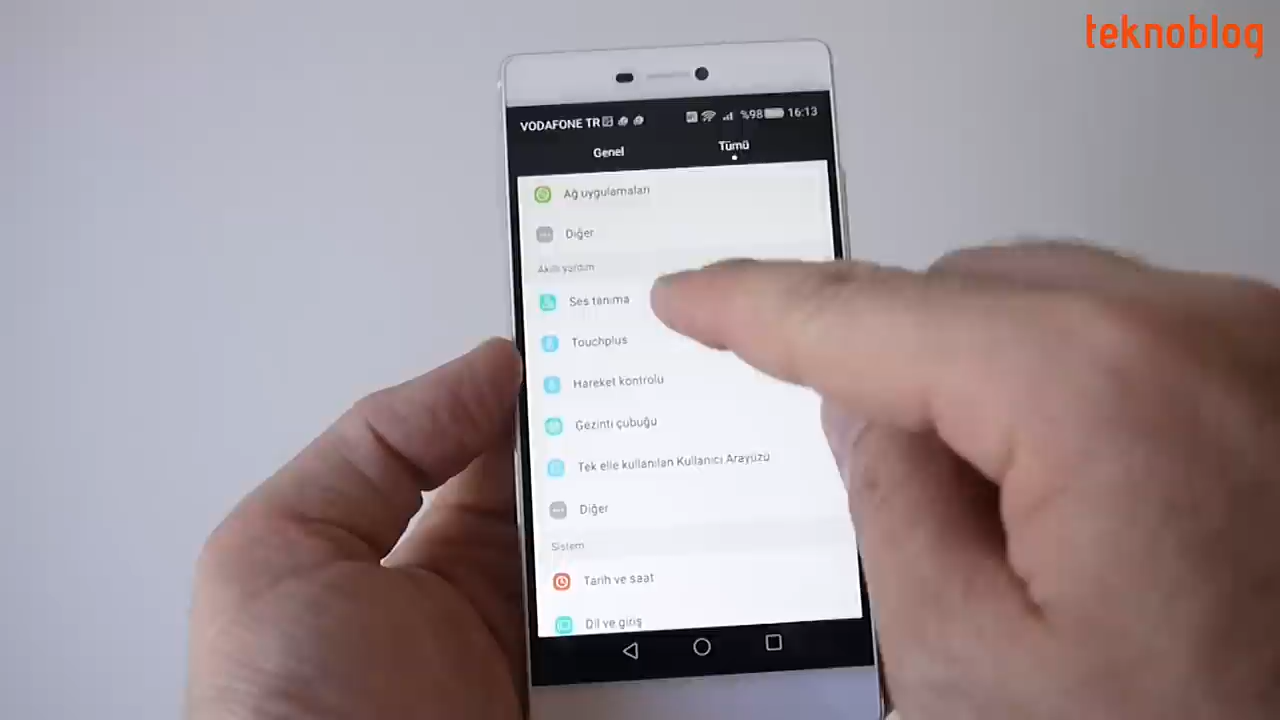 teknoblog
VODAFONE TR %98 16:13
Genel Tümü
Ağ uygulamaları
Diğer
Akıllı yardım
Ses tanıma
Touchplus
Hareket kontrolu
Gezinti çubuğu
Tek elle kullanılan Kullanıcı Arayüzü
Diğer
Sistem
Tarih ve saat
Dil ve giriş